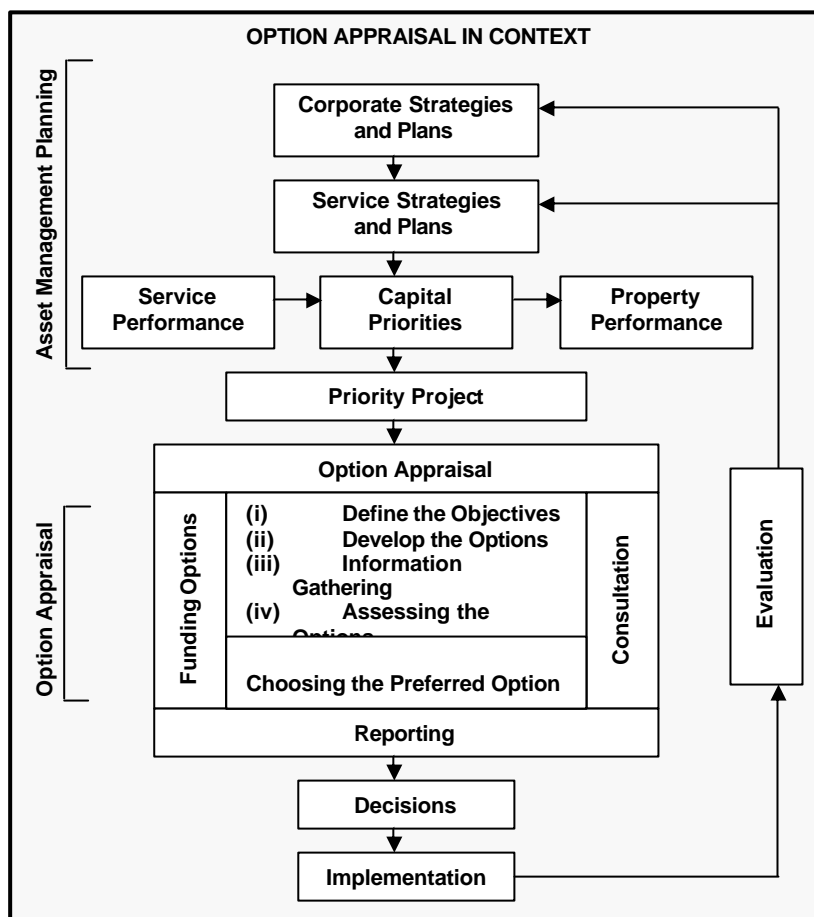 OPTION APPRAISAL IN CONTEXT
Asset Management Planning
Corporate Strategies
and Plans
Service Strategies
and Plans
Service
Performance
Capital
Priorities
Property
Performance
Priority Project
Option Appraisal
Option Appraisal
Funding Options
(i) Define the Objectives
(ii) Develop the Options
(iii) Information
Gathering
(iv) Assessing the
Options
Choosing the Preferred Option
Consultation
Evaluation
Reporting
Decisions
Implementation